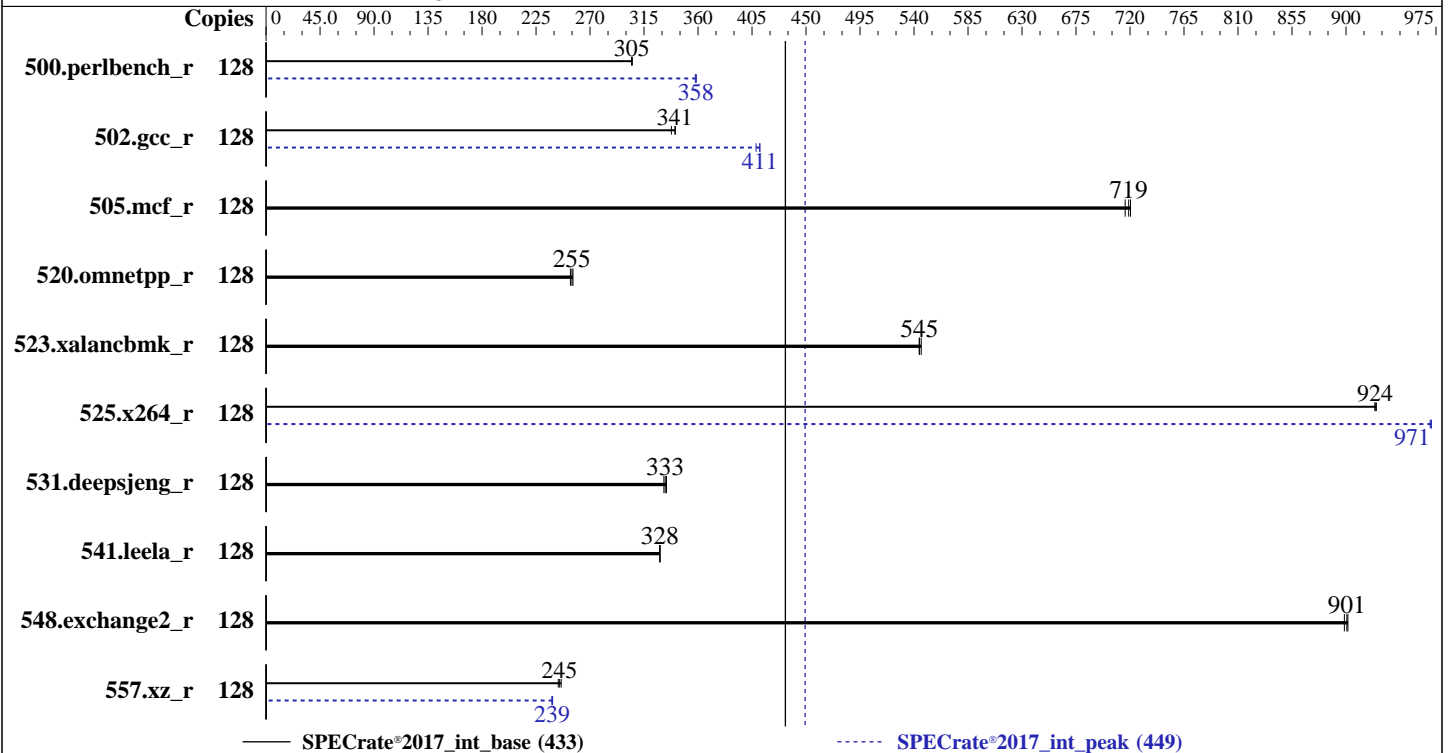 Copies 0 45.0 90.0 135 180 225 270 315 360 405 450 495 540 585 630 675 720 765 810 855 900 975
305
500.perlbench_r 128
358
341
502.gcc_r 128
411
719
505.mcf_r 128
255
520.omnetpp_r 128
545
523.xalancbmk_r 128
924
525.x264_r 128
971
333
531.deepsjeng_r 128
328
541.leela_r 128
901
548.exchange2_r 128
245
557.xz_r 128
239
SPECrate®2017_int_base (433) SPECrate®2017_int_peak (449)